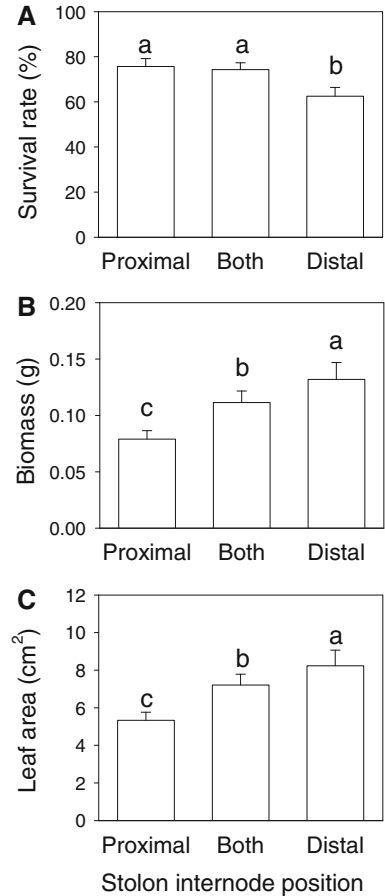 A
Survival rate (%)
100
80
60
40
20
0
a
a
b
Proximal
Both
Distal
B
Biomass (g)
0.20
0.15
0.10
0.05
0.00
c
b
a
Proximal
Both
Distal
C
Leaf area (cm²)
12
10
8
6
4
2
0
c
b
a
Proximal
Both
Distal
Stolon internode position